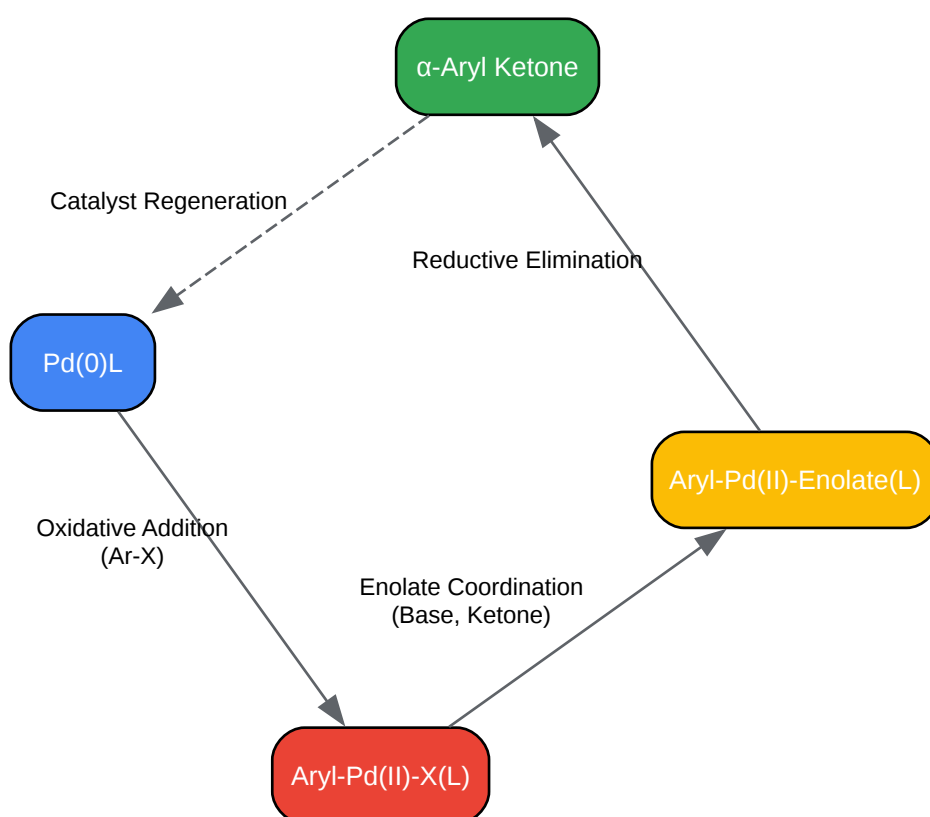 α-Aryl Ketone
Catalyst Regeneration
Reductive Elimination
Pd(0)L
Aryl-Pd(II)-Enolate(L)
Oxidative Addition
(Ar-X)
Enolate Coordination
(Base, Ketone)
Aryl-Pd(II)-X(L)